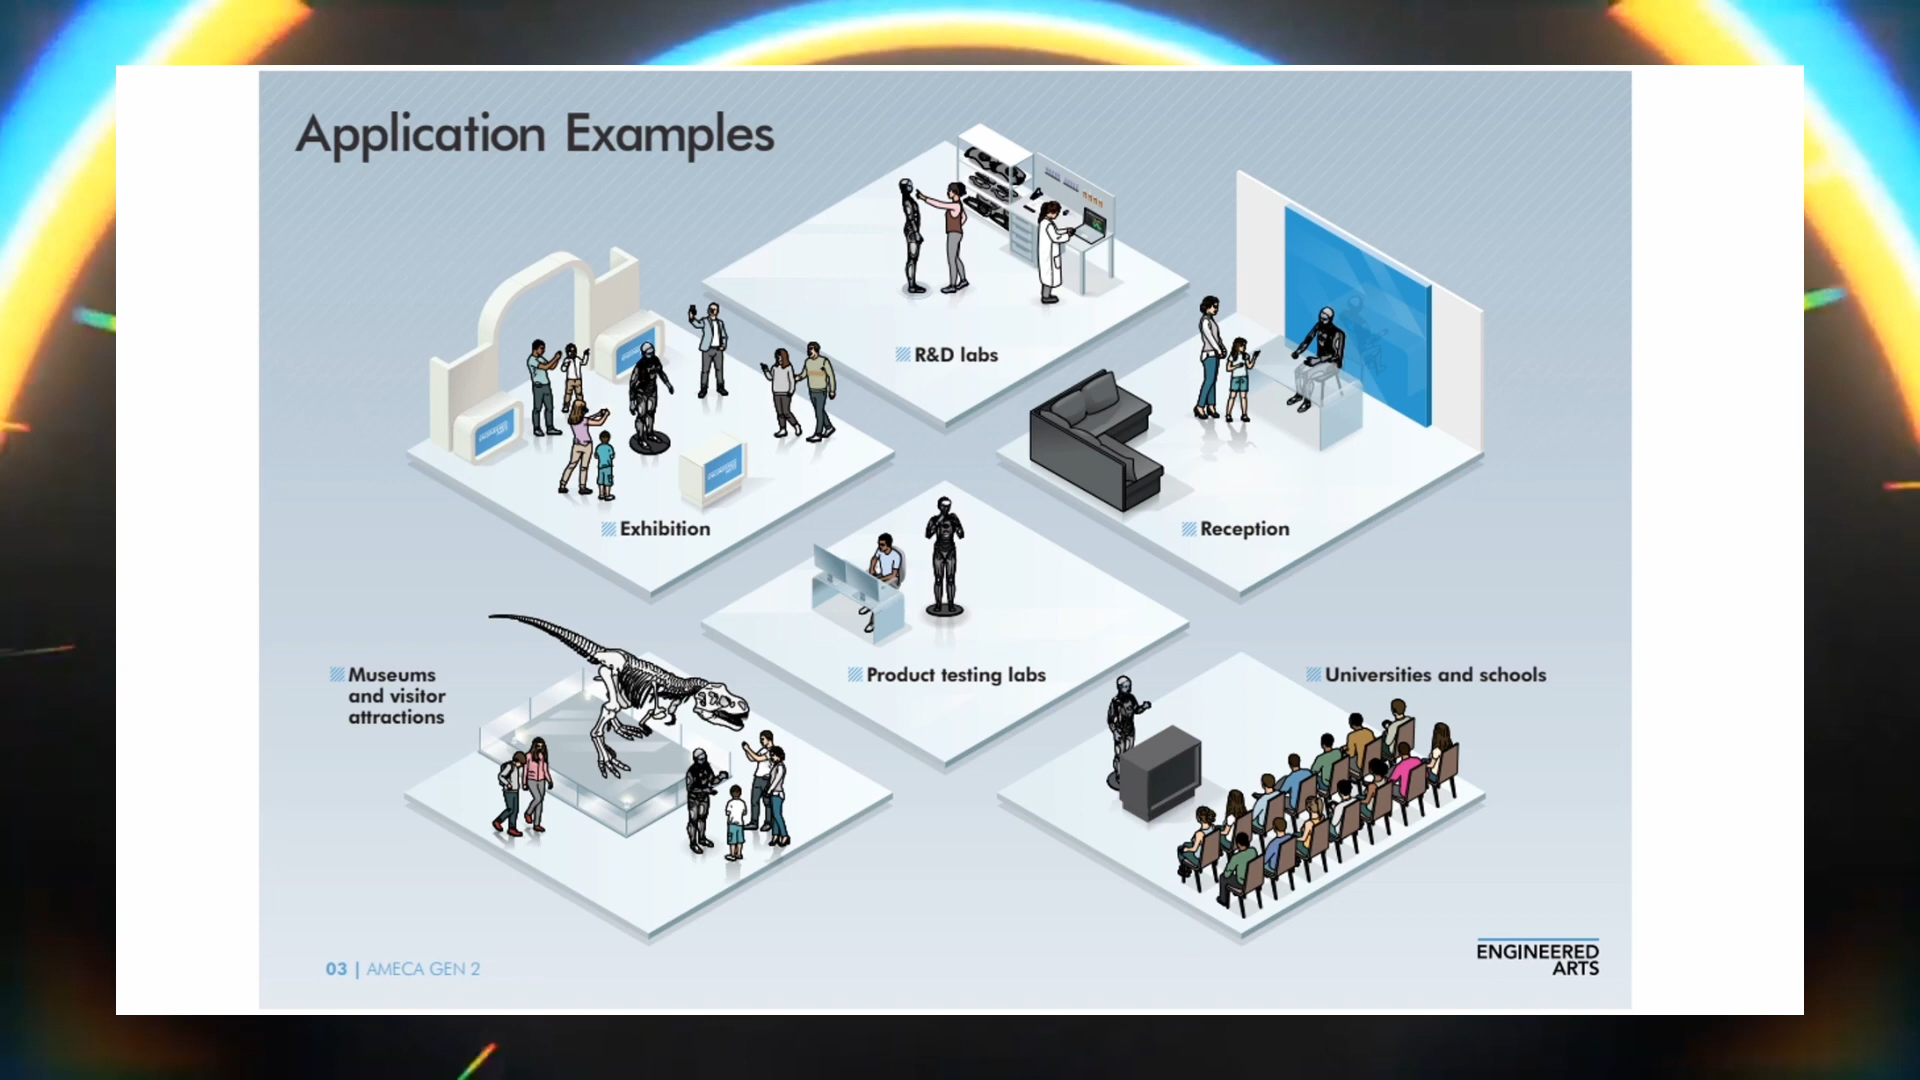 Application Examples
R&D labs
Exhibition
Reception
Museums
and visitor
attractions
Product testing labs
Universities and schools
03 | AMECA GEN 2
ENGINEERED
ARTS